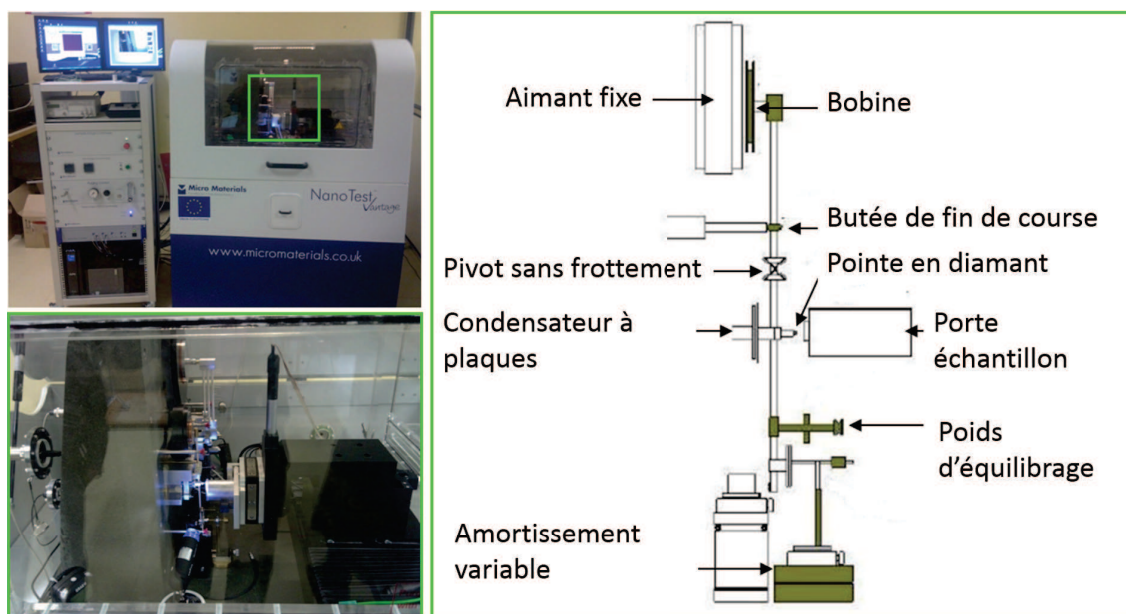 Micro Materials
NanoTest
Vantage
www.micromaterials.co.uk
Aimant fixe
Bobine
Butée de fin de course
Pivot sans frottement
Pointe en diamant
Condensateur à
plaques
Porte
échantillon
Poids
d'équilibrage
Amortissement
variable